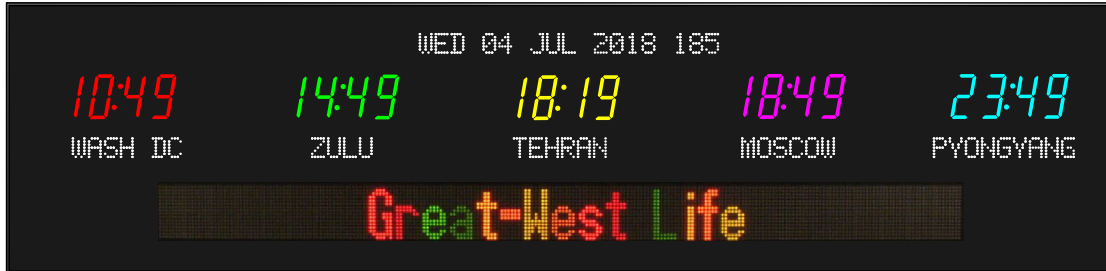 WED 04 JUL 2018 185
10:49 14:49 18:19 18:49 23:49
WASH DC ZULU TEHRAN MOSCOW PYONGYANG
Great-West Life